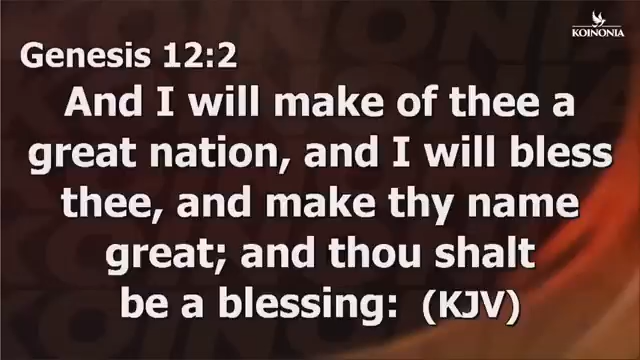 KOINONIA
Genesis 12:2
And I will make of thee a
great nation, and I will bless
thee, and make thy name
great; and thou shalt
be a blessing: (KJV)